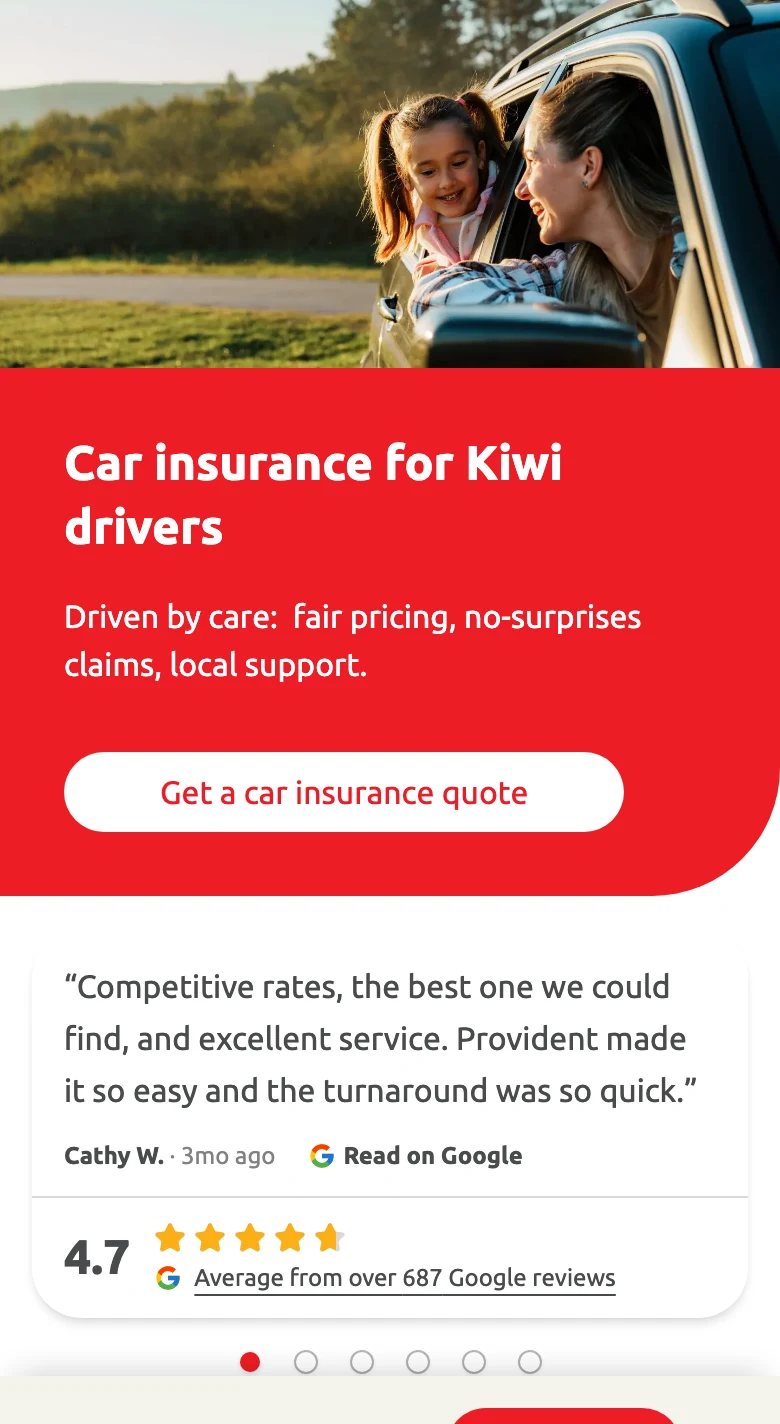 Car insurance for Kiwi
drivers
Driven by care:  fair pricing, no-surprises
claims, local support.
Get a car insurance quote
“Competitive rates, the best one we could
find, and excellent service. Provident made
it so easy and the turnaround was so quick.”
Cathy W. · 3mo ago Read on Google
4.7
Average from over 687 Google reviews